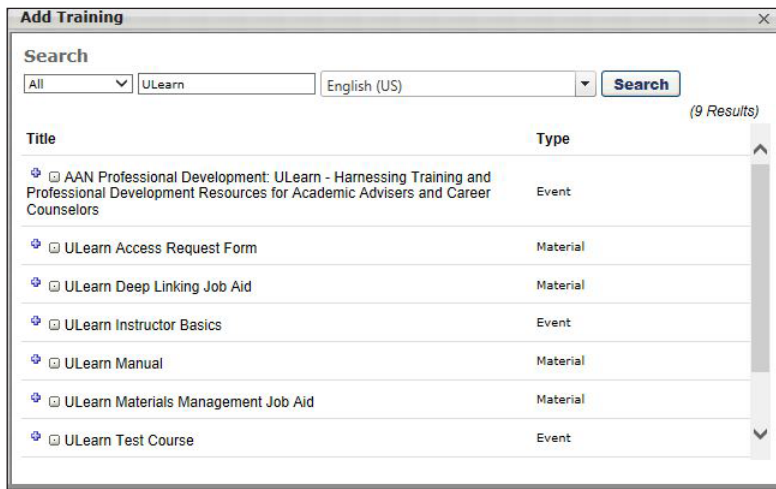 Add Training
Search
All ULearn English (US) Search
(9 Results)
Title Type
AAN Professional Development: ULearn - Harnessing Training and
Professional Development Resources for Academic Advisers and Career
Counselors
Event
ULearn Access Request Form Material
ULearn Deep Linking Job Aid Material
ULearn Instructor Basics Event
ULearn Manual Material
ULearn Materials Management Job Aid Material
ULearn Test Course Event